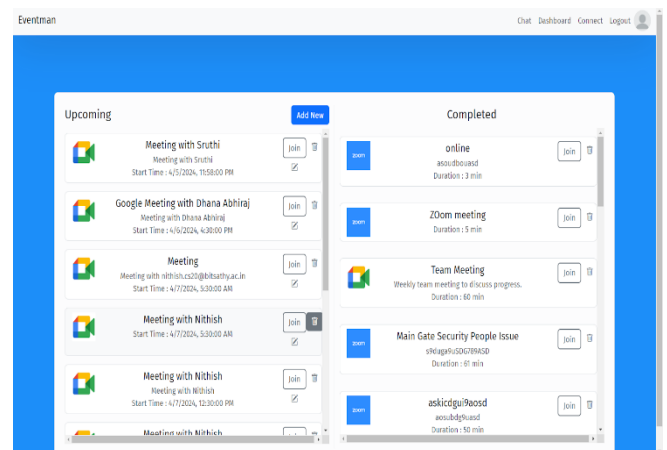 Eventman
Chat Dashboard Connect Logout
Upcoming
Add New
Meeting with Sruthi
Meeting with Sruthi
Start Time : 4/5/2024, 11:58:00 PM
Join
Google Meeting with Dhana Abhiraj
Meeting with Dhana Abhiraj
Start Time : 4/6/2024, 4:30:00 PM
Join
Meeting
Meeting with nithish.cs20@bitsathy.ac.in
Start Time : 4/7/2024, 5:30:00 AM
Join
Meeting with Nithish
Start Time : 4/7/2024, 5:30:00 AM
Join
Meeting with Nithish
Meeting with Nithish
Start Time : 4/7/2024, 12:30:00 PM
Join
Meeting with Nithish
Completed
zoom
online
asoudbouasd
Duration : 3 min
Join
zoom
ZOom meeting
Duration : 5 min
Join
Team Meeting
Weekly team meeting to discuss progress.
Duration : 60 min
Join
zoom
Main Gate Security People Issue
s9daga9uSDG789ASD
Duration : 61 min
Join
zoom
askicdgui9aosd
aosubdg9uasd
Duration : 50 min
Join